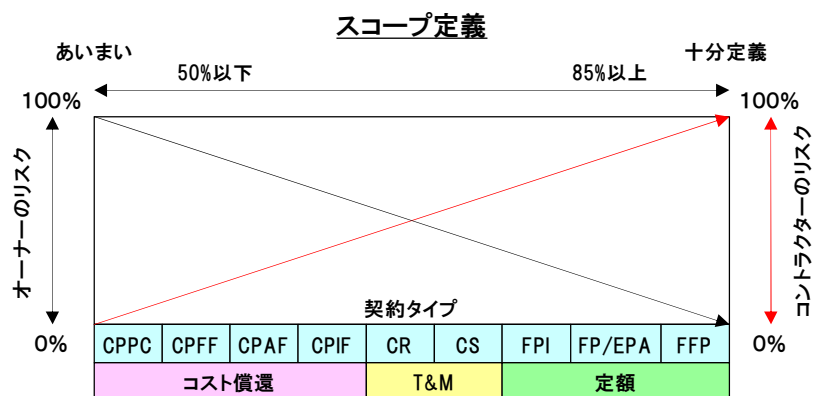 スコープ定義
あいまい
十分定義
50%以下
85%以上
100%
100%
オーナーのリスク
コントラクターのリスク
契約タイプ
0%
CPPC CPFF CPAF CPIF CR CS FPI FP/EPA FFP
0%
コスト償還 T&M 定額